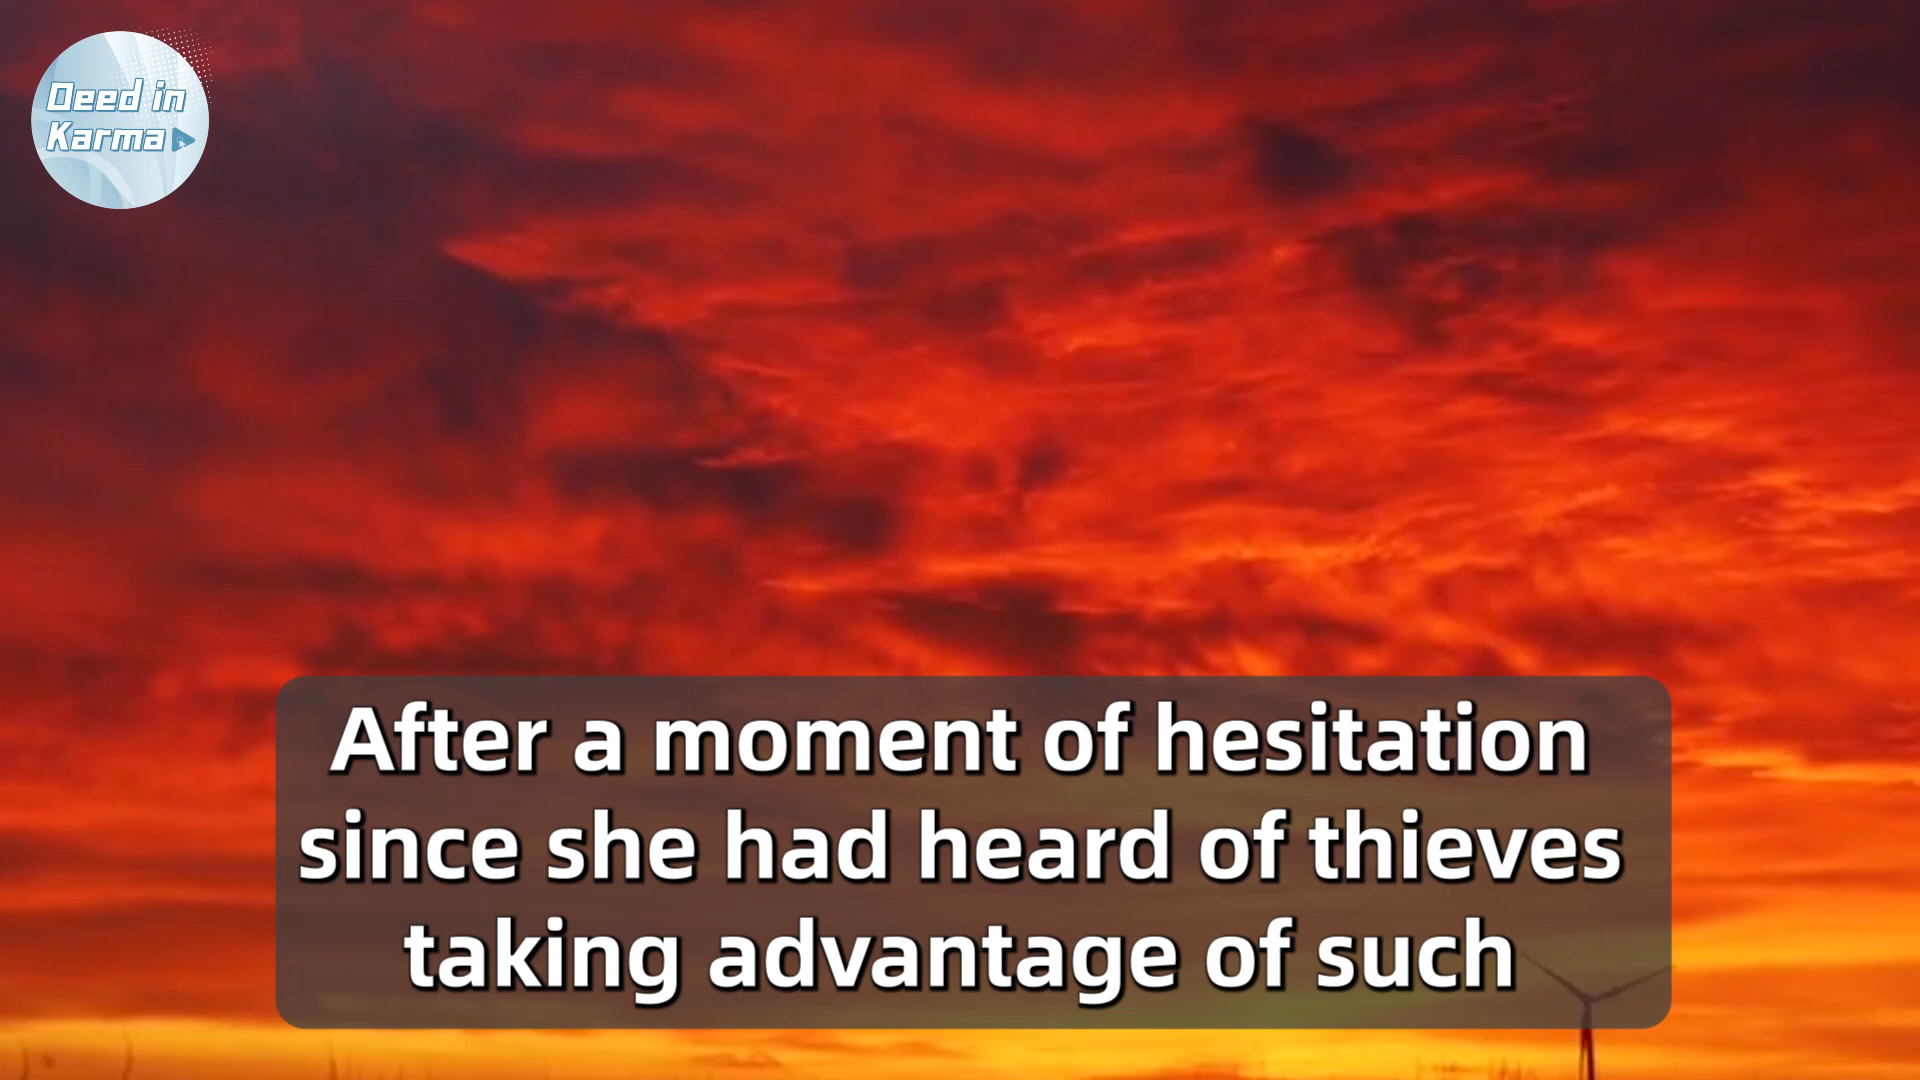 Deed in
Karma
After a moment of hesitation
since she had heard of thieves
taking advantage of such